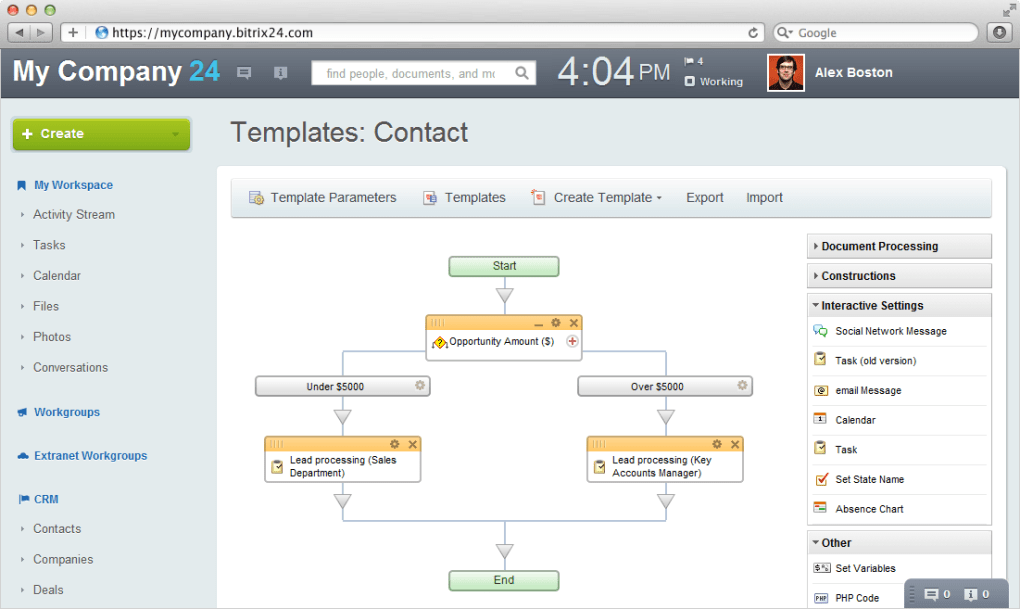 https://mycompany.bitrix24.com
Google
My Company 24
find people, documents, and mo
4:04 PM
4
Working
Alex Boston
Create
Templates: Contact
My Workspace
Activity Stream
Tasks
Calendar
Files
Photos
Conversations
Workgroups
Extranet Workgroups
CRM
Contacts
Companies
Deals
Template Parameters
Templates
Create Template
Export
Import
Start
Opportunity Amount ($)
Under $5000
Over $5000
Lead processing (Sales
Department)
Lead processing (Key
Accounts Manager)
End
Document Processing
Constructions
Interactive Settings
Social Network Message
Task (old version)
email Message
Calendar
Task
Set State Name
Absence Chart
Other
Set Variables
PHP PHP Code
0
0